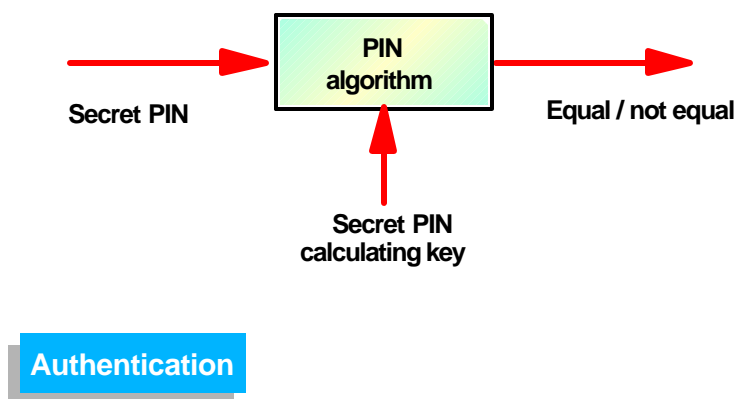 PIN
algorithm
Secret PIN
Equal / not equal
Secret PIN
calculating key
Authentication